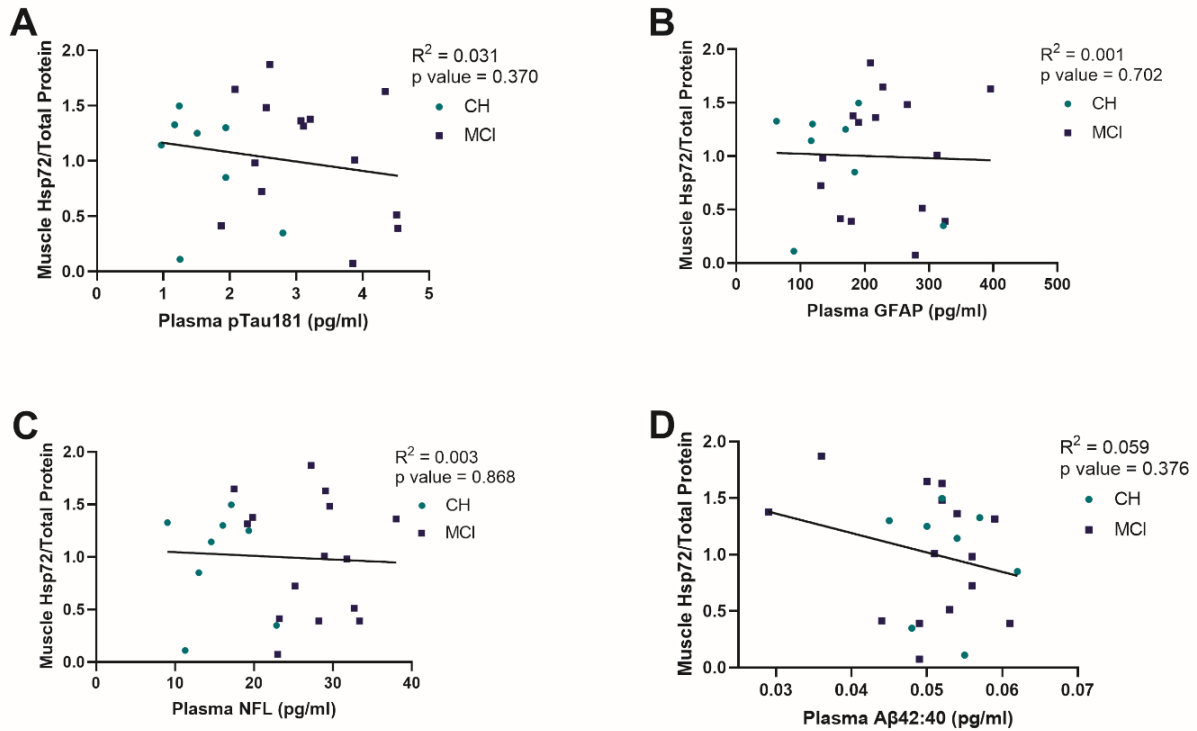 A
R² = 0.031
p value = 0.370
CH
MCI
Muscle Hsp72/Total Protein
2.0
1.5
1.0
0.5
0.0
0 1 2 3 4 5
Plasma pTau181 (pg/ml)
B
R² = 0.001
p value = 0.702
CH
MCI
Muscle Hsp72/Total Protein
2.0
1.5
1.0
0.5
0.0
0 100 200 300 400 500
Plasma GFAP (pg/ml)
C
R² = 0.003
p value = 0.868
CH
MCI
Muscle Hsp72/Total Protein
2.0
1.5
1.0
0.5
0.0
0 10 20 30 40
Plasma NFL (pg/ml)
D
R² = 0.059
p value = 0.376
CH
MCI
Muscle Hsp72/Total Protein
2.0
1.5
1.0
0.5
0.0
0.03 0.04 0.05 0.06 0.07
Plasma Aβ42:40 (pg/ml)